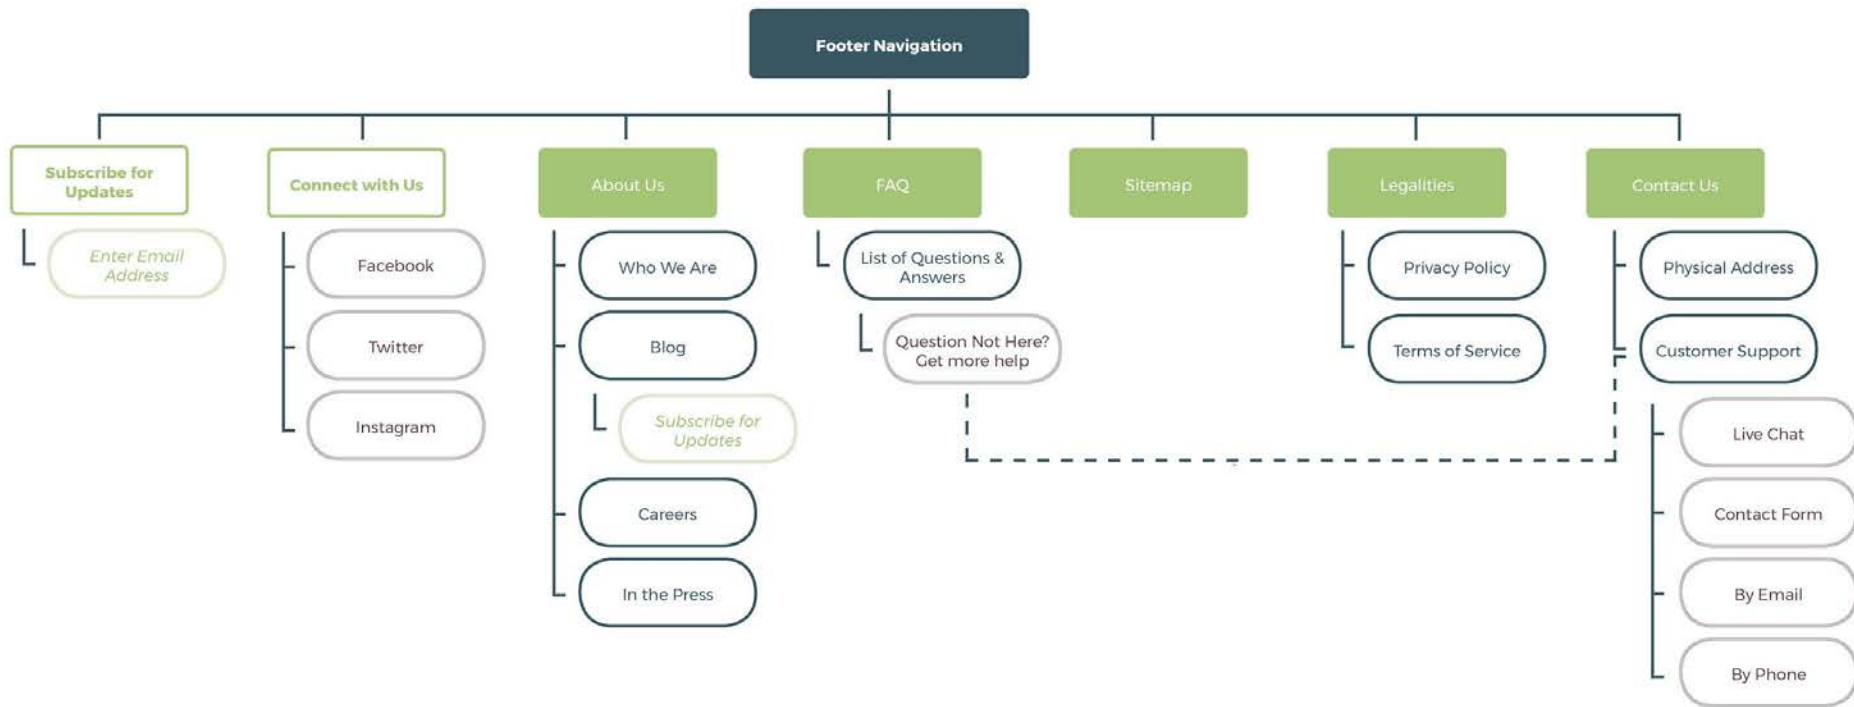 Footer Navigation
Subscribe for
Updates
Connect with Us
About Us
FAQ
Sitemap
Legalities
Contact Us
Enter Email
Address
Facebook
Twitter
Instagram
Who We Are
Blog
Subscribe for
Updates
Careers
In the Press
List of Questions &
Answers
Question Not Here?
Get more help
Privacy Policy
Terms of Service
Physical Address
Customer Support
Live Chat
Contact Form
By Email
By Phone